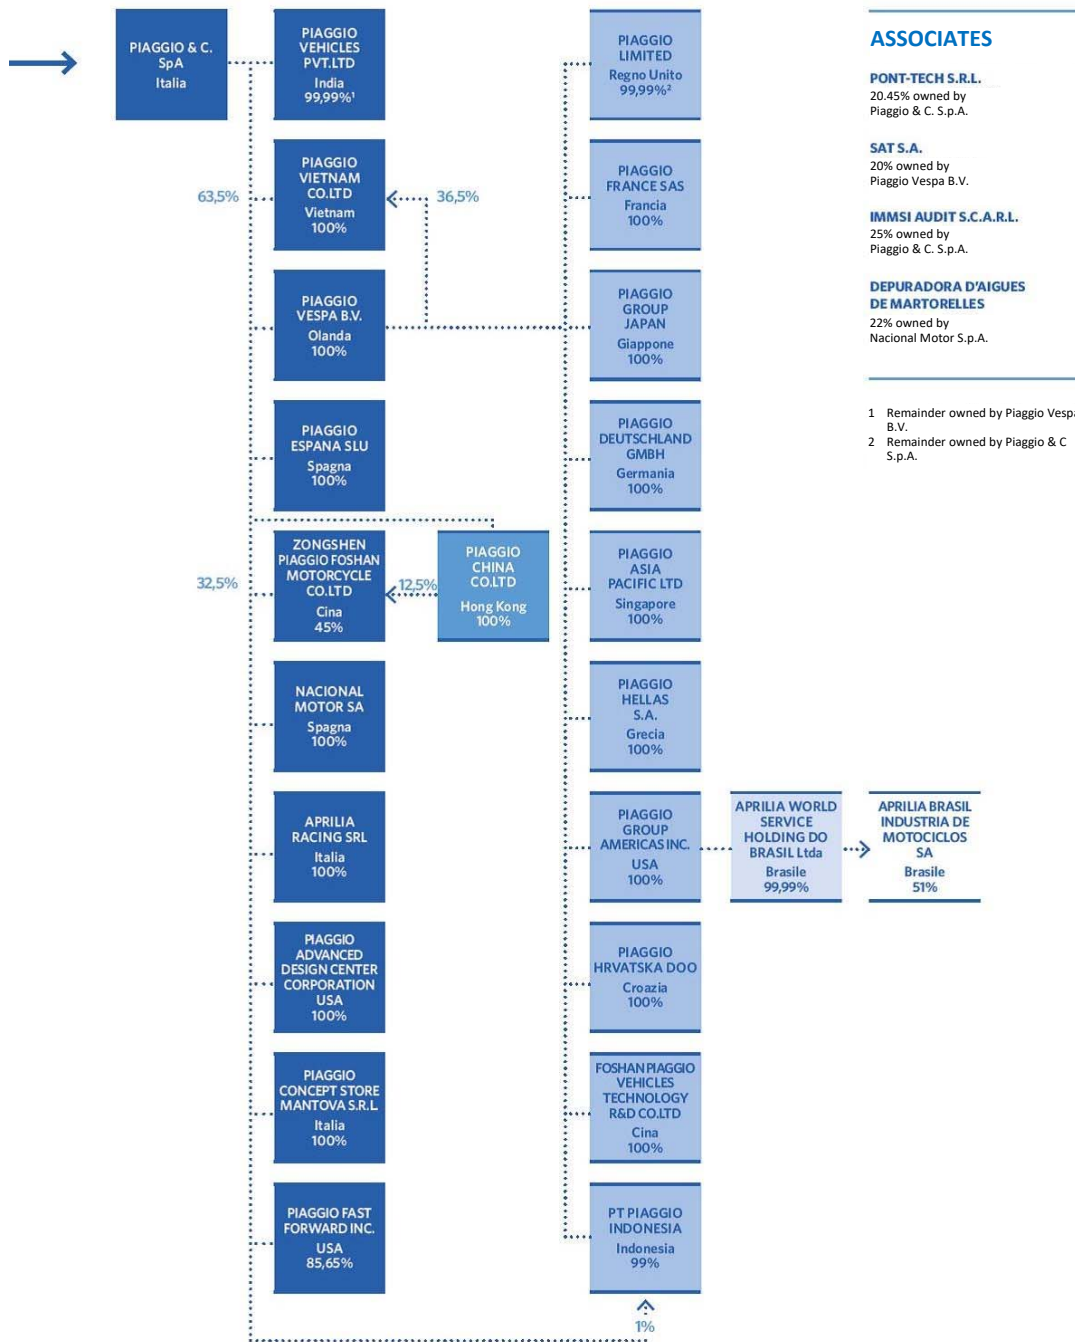 PIAGGIO & C.
SpA
Italia
PIAGGIO
VEHICLES
PVT.LTD
India
99,99%¹
PIAGGIO
LIMITED
Regno Unito
99,99%²
63,5%
PIAGGIO
VIETNAM
CO.LTD
Vietnam
100%
36,5%
PIAGGIO
FRANCE SAS
Francia
100%
PIAGGIO
VESPA B.V.
Olanda
100%
PIAGGIO
GROUP
JAPAN
Giappone
100%
PIAGGIO
ESPANA SLU
Spagna
100%
PIAGGIO
DEUTSCHLAND
GMBH
Germania
100%
32,5%
ZONGSHEN
PIAGGIO FOSHAN
MOTORCYCLE
CO.LTD
Cina
45%
12,5%
PIAGGIO
CHINA
CO.LTD
Hong Kong
100%
PIAGGIO
ASIA
PACIFIC LTD
Singapore
100%
NACIONAL
MOTOR SA
Spagna
100%
PIAGGIO
HELLAS
S.A.
Grecia
100%
APRILIA
RACING SRL
Italia
100%
PIAGGIO
GROUP
AMERICAS INC.
USA
100%
APRILIA WORLD
SERVICE
HOLDING DO
BRASIL Ltda
Brasile
99,99%
APRILIA BRASIL
INDUSTRIA DE
MOTOCICLOS
SA
Brasile
51%
PIAGGIO
ADVANCED
DESIGN CENTER
CORPORATION
USA
100%
PIAGGIO
HRVATSKA DOO
Croazia
100%
PIAGGIO
CONCEPT STORE
MANTOVA S.R.L.
Italia
100%
FOSHAN PIAGGIO
VEHICLES
TECHNOLOGY
R&D CO.LTD
Cina
100%
PIAGGIO FAST
FORWARD INC.
USA
85,65%
PT PIAGGIO
INDONESIA
Indonesia
99%
1%
ASSOCIATES
PONT-TECH S.R.L.
20.45% owned by
Piaggio & C. S.p.A.
SAT S.A.
20% owned by
Piaggio Vespa B.V.
IMMSI AUDIT S.C.A.R.L.
25% owned by
Piaggio & C. S.p.A.
DEPURADORA D'AIGUES
DE MARTORELLES
22% owned by
Nacional Motor S.p.A.
1 Remainder owned by Piaggio Vespa
B.V.
2 Remainder owned by Piaggio & C
S.p.A.